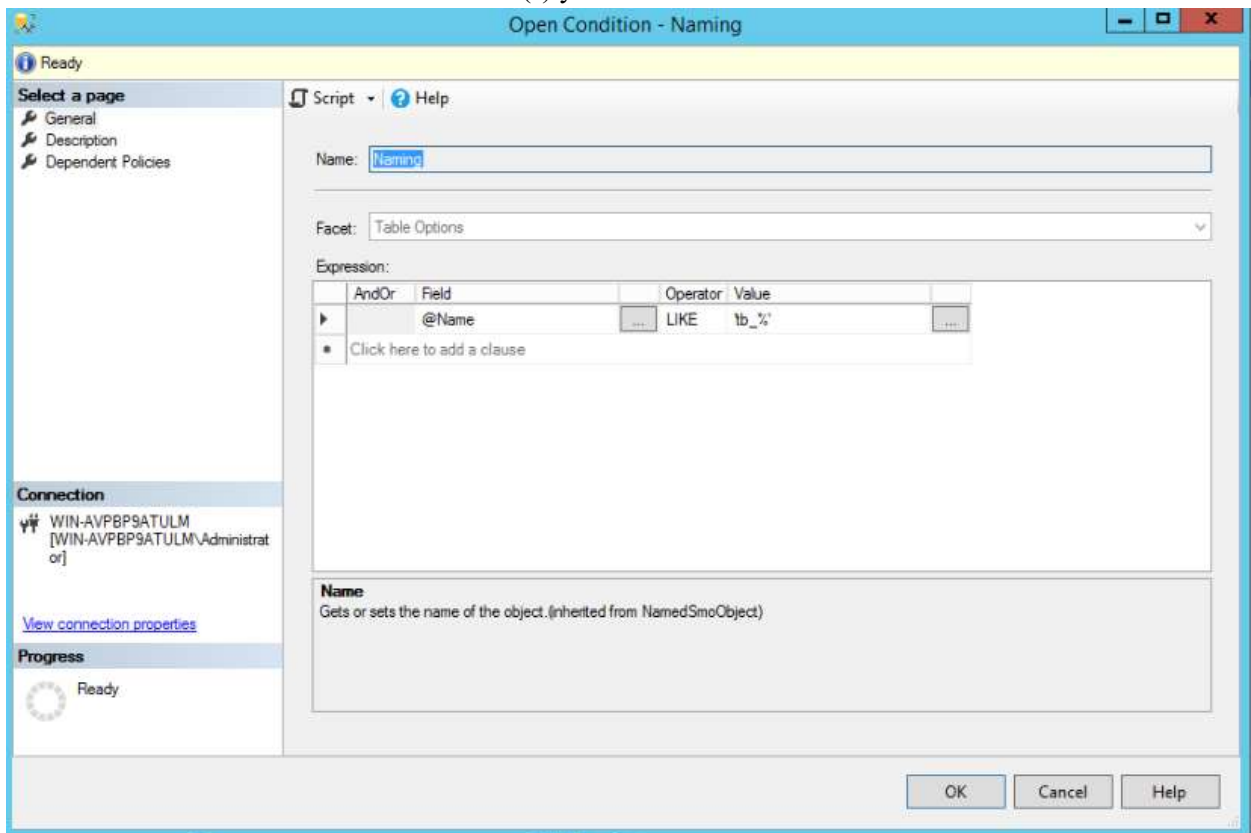 Open Condition - Naming
Ready
Select a page
General
Description
Dependent Policies
Script Help
Name: Naming
Facet: Table Options
Expression:
AndOr Field Operator Value
@Name ... LIKE 'tb_%' ...
Click here to add a clause
Connection
WIN-AVPBP9ATULM
[WIN-AVPBP9ATULM\Administrat
or]
View connection properties
Name
Gets or sets the name of the object.(inherited from NamedSmoObject)
Progress
Ready
OK Cancel Help